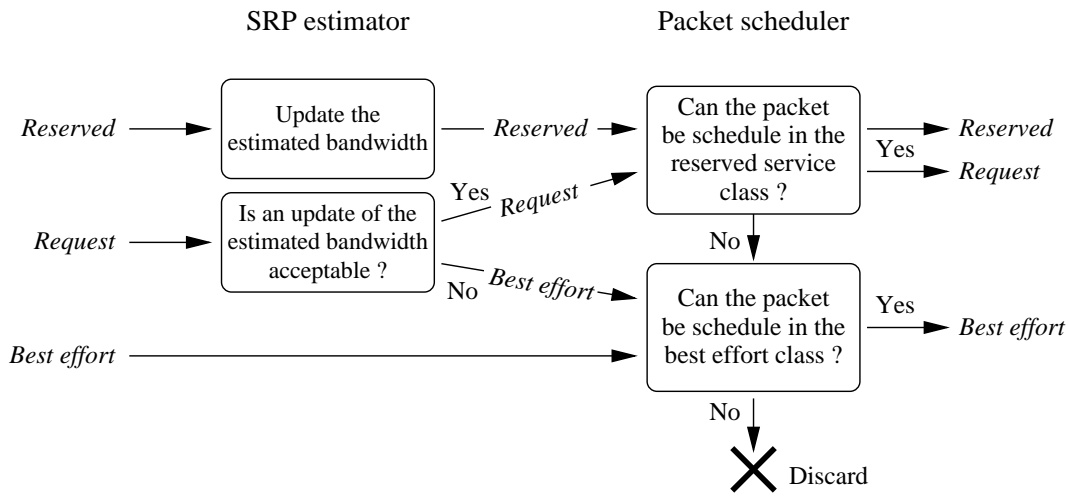 SRP estimator
Packet scheduler
Reserved
Update the
estimated bandwidth
Reserved
Can the packet
be schedule in the
reserved service
class ?
Reserved
Yes
Request
Request
Is an update of the
estimated bandwidth
acceptable ?
Yes
Request
No
Best effort
No
Best effort
Can the packet
be schedule in the
best effort class ?
Yes
Best effort
No
Discard